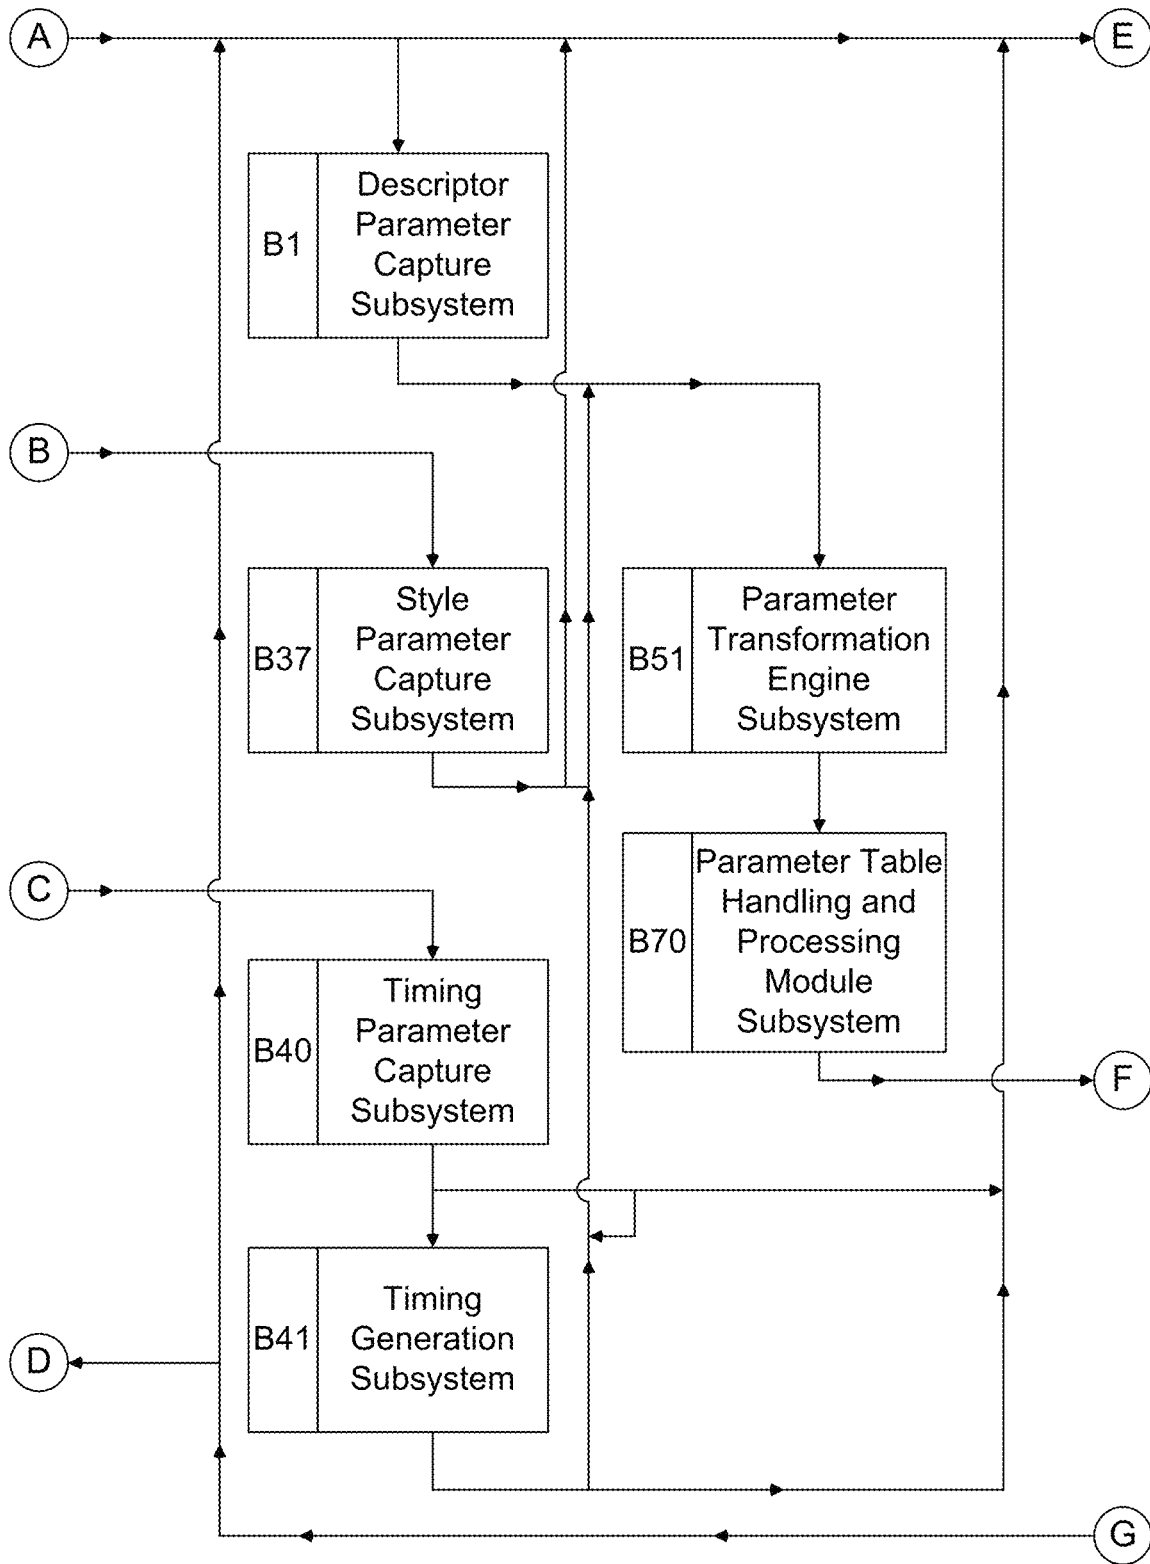 A
E
B1
Descriptor
Parameter
Capture
Subsystem
B
B37
Style
Parameter
Capture
Subsystem
B51
Parameter
Transformation
Engine
Subsystem
C
B70
Parameter Table
Handling and
Processing
Module
Subsystem
B40
Timing
Parameter
Capture
Subsystem
F
B41
Timing
Generation
Subsystem
D
G